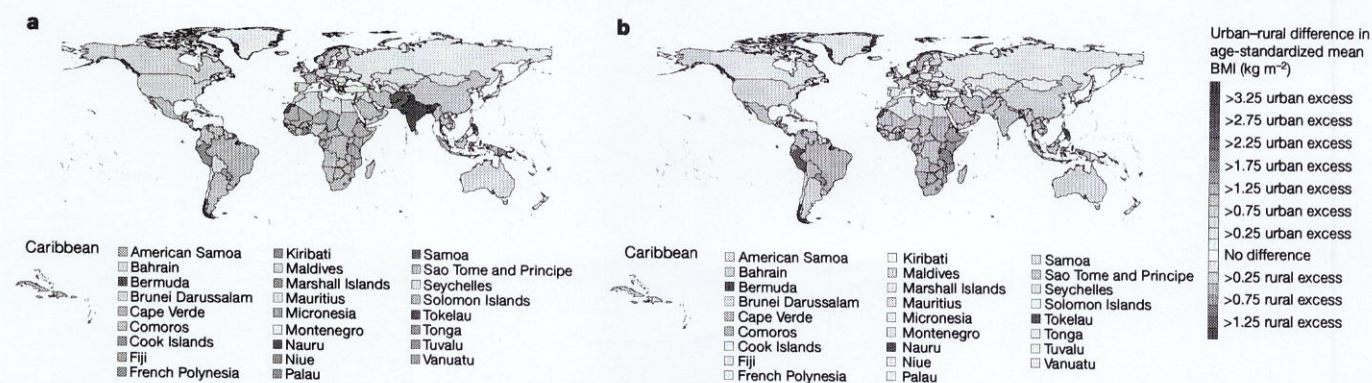 a
Caribbean
American Samoa
Bahrain
Bermuda
Brunei Darussalam
Cape Verde
Comoros
Cook Islands
Fiji
French Polynesia
Kiribati
Maldives
Marshall Islands
Mauritius
Micronesia
Montenegro
Nauru
Niue
Palau
Samoa
Sao Tome and Principe
Seychelles
Solomon Islands
Tokelau
Tonga
Tuvalu
Vanuatu
b
Caribbean
American Samoa
Bahrain
Bermuda
Brunei Darussalam
Cape Verde
Comoros
Cook Islands
Fiji
French Polynesia
Kiribati
Maldives
Marshall Islands
Mauritius
Micronesia
Montenegro
Nauru
Niue
Palau
Samoa
Sao Tome and Principe
Seychelles
Solomon Islands
Tokelau
Tonga
Tuvalu
Vanuatu
Urban–rural difference in
age-standardized mean
BMI (kg m⁻²)
>3.25 urban excess
>2.75 urban excess
>2.25 urban excess
>1.75 urban excess
>1.25 urban excess
>0.75 urban excess
>0.25 urban excess
No difference
>0.25 rural excess
>0.75 rural excess
>1.25 rural excess